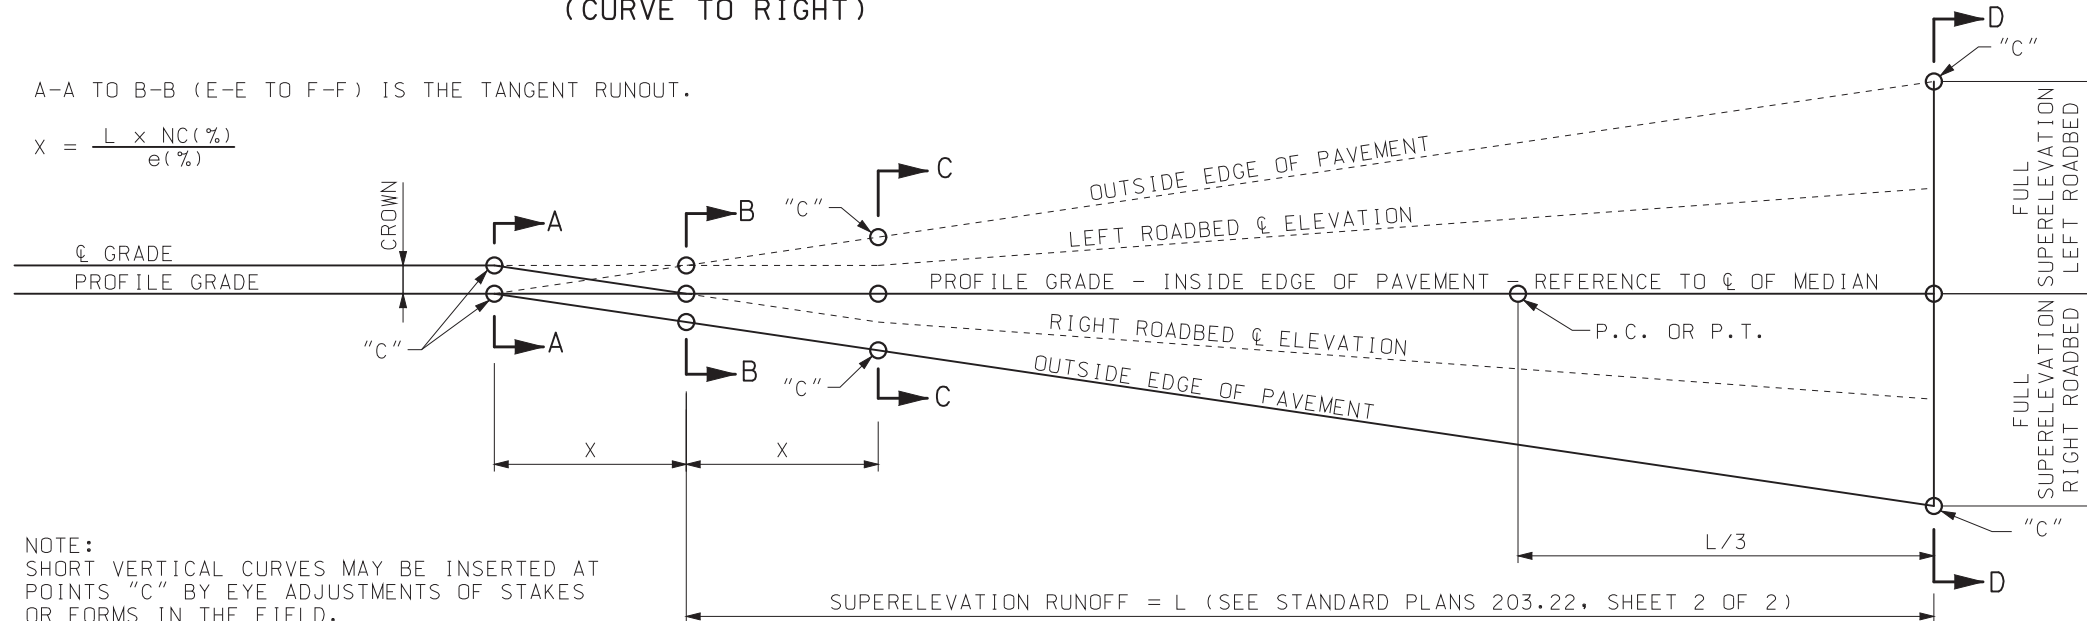 (CURVE TO RIGHT)
A-A TO B-B (E-E TO F-F) IS THE TANGENT RUNOUT.
X = L x NC(%)
e(%)
CROWN
℄ GRADE
PROFILE GRADE
A
A
B
B
C
C
D
D
"C"
"C"
"C"
"C"
"C"
OUTSIDE EDGE OF PAVEMENT
LEFT ROADBED ℄ ELEVATION
PROFILE GRADE - INSIDE EDGE OF PAVEMENT - REFERENCE TO ℄ OF MEDIAN
P.C. OR P.T.
RIGHT ROADBED ℄ ELEVATION
OUTSIDE EDGE OF PAVEMENT
FULL
SUPERELEVATION
LEFT ROADBED
FULL
SUPERELEVATION
RIGHT ROADBED
X
X
L/3
SUPERELEVATION RUNOFF = L (SEE STANDARD PLANS 203.22, SHEET 2 OF 2)
NOTE:
SHORT VERTICAL CURVES MAY BE INSERTED AT
POINTS "C" BY EYE ADJUSTMENTS OF STAKES
OR FORMS IN THE FIELD.